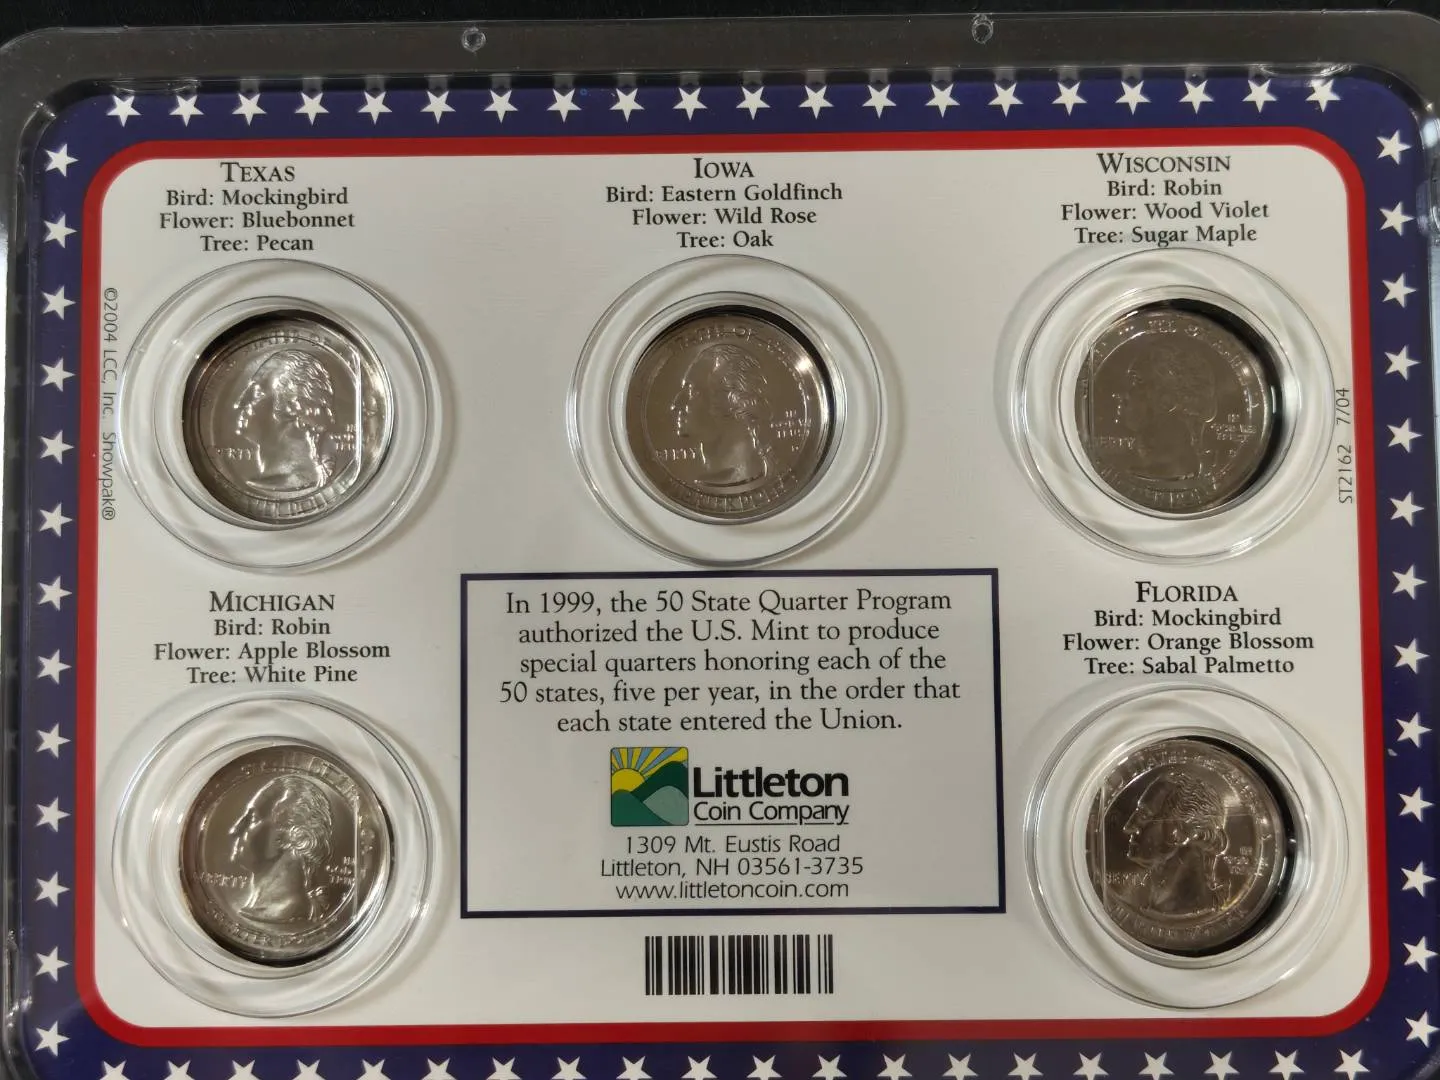 TEXAS
Bird: Mockingbird
Flower: Bluebonnet
Tree: Pecan
IOWA
Bird: Eastern Goldfinch
Flower: Wild Rose
Tree: Oak
WISCONSIN
Bird: Robin
Flower: Wood Violet
Tree: Sugar Maple
©2004 LCC, Inc. Showpak®
ST2162 7/04
MICHIGAN
Bird: Robin
Flower: Apple Blossom
Tree: White Pine
In 1999, the 50 State Quarter Program
authorized the U.S. Mint to produce
special quarters honoring each of the
50 states, five per year, in the order that
each state entered the Union.
Littleton
Coin Company
1309 Mt. Eustis Road
Littleton, NH 03561-3735
www.littletoncoin.com
FLORIDA
Bird: Mockingbird
Flower: Orange Blossom
Tree: Sabal Palmetto